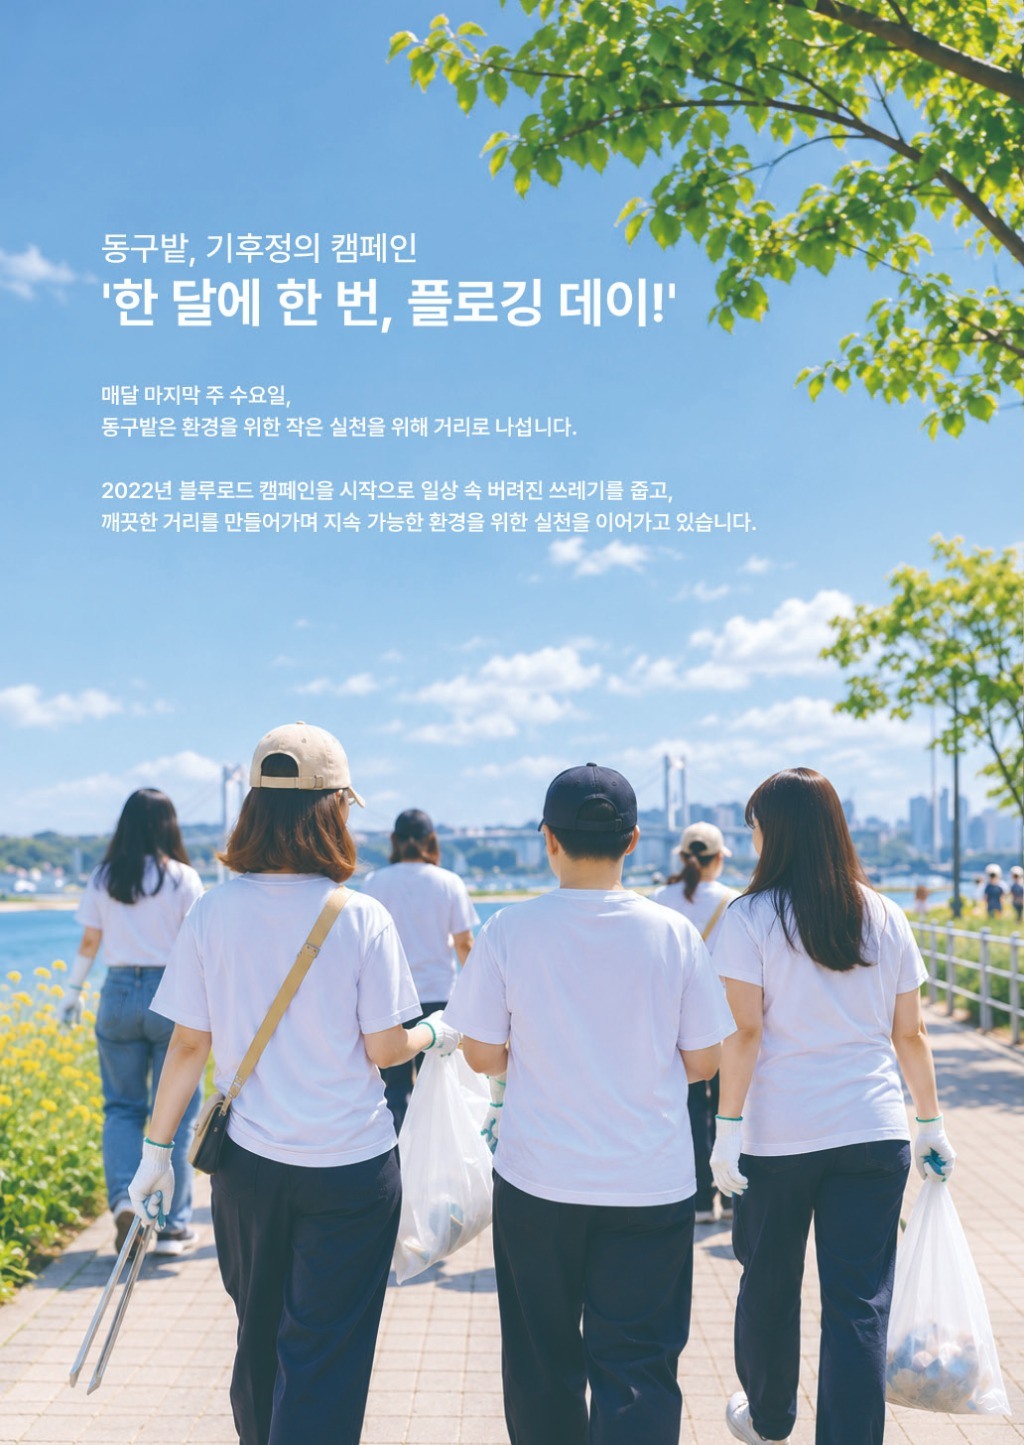 동구밭, 기후정의 캠페인
'한 달에 한 번, 플로깅 데이!'
매달 마지막 주 수요일,
동구밭은 환경을 위한 작은 실천을 위해 거리로 나섭니다.
2022년 블루로드 캠페인을 시작으로 일상 속 버려진 쓰레기를 줍고,
깨끗한 거리를 만들어가며 지속 가능한 환경을 위한 실천을 이어가고 있습니다.